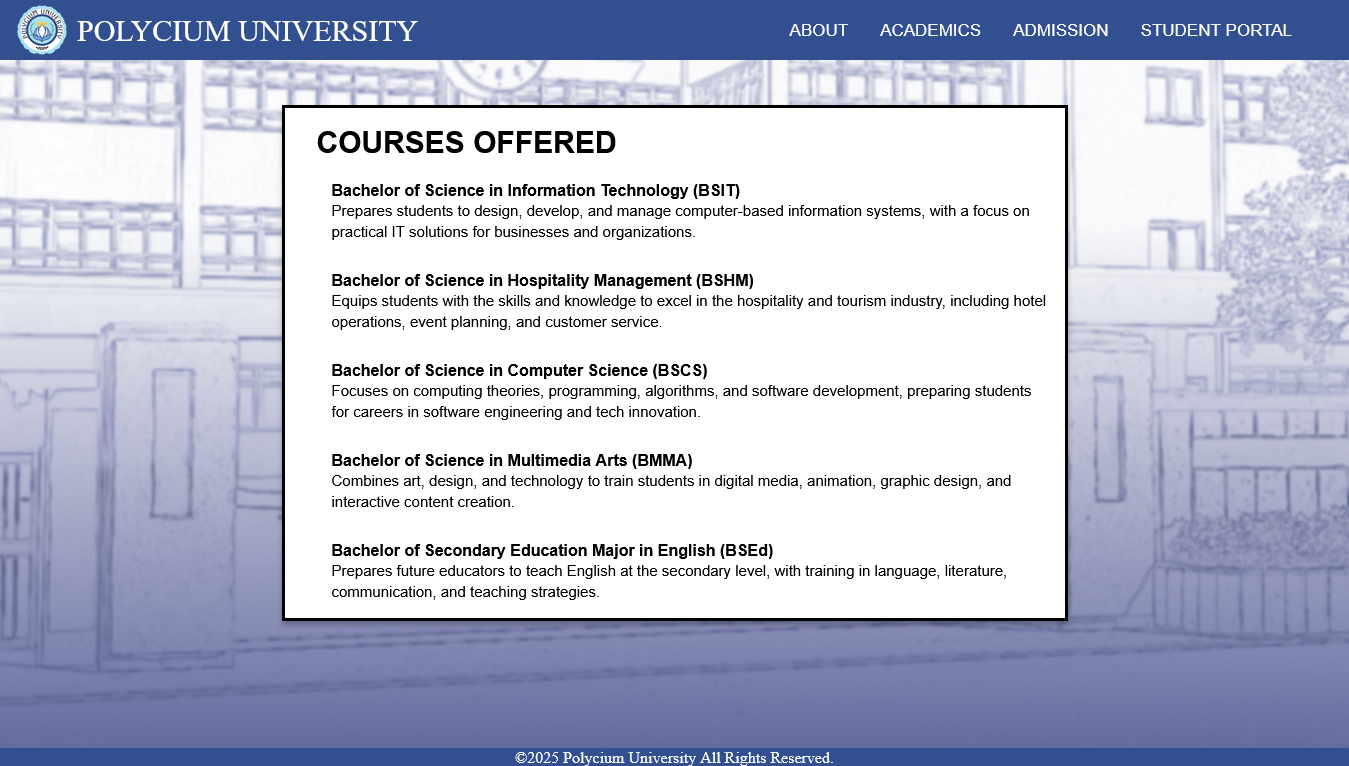 POLYCIUM UNIVERSITY
POLYCIUM UNIVERSITY
ABOUT ACADEMICS ADMISSION STUDENT PORTAL
COURSES OFFERED
Bachelor of Science in Information Technology (BSIT)
Prepares students to design, develop, and manage computer-based information systems, with a focus on
practical IT solutions for businesses and organizations.
Bachelor of Science in Hospitality Management (BSHM)
Equips students with the skills and knowledge to excel in the hospitality and tourism industry, including hotel
operations, event planning, and customer service.
Bachelor of Science in Computer Science (BSCS)
Focuses on computing theories, programming, algorithms, and software development, preparing students
for careers in software engineering and tech innovation.
Bachelor of Science in Multimedia Arts (BMMA)
Combines art, design, and technology to train students in digital media, animation, graphic design, and
interactive content creation.
Bachelor of Secondary Education Major in English (BSEd)
Prepares future educators to teach English at the secondary level, with training in language, literature,
communication, and teaching strategies.
©2025 Polycium University All Rights Reserved.